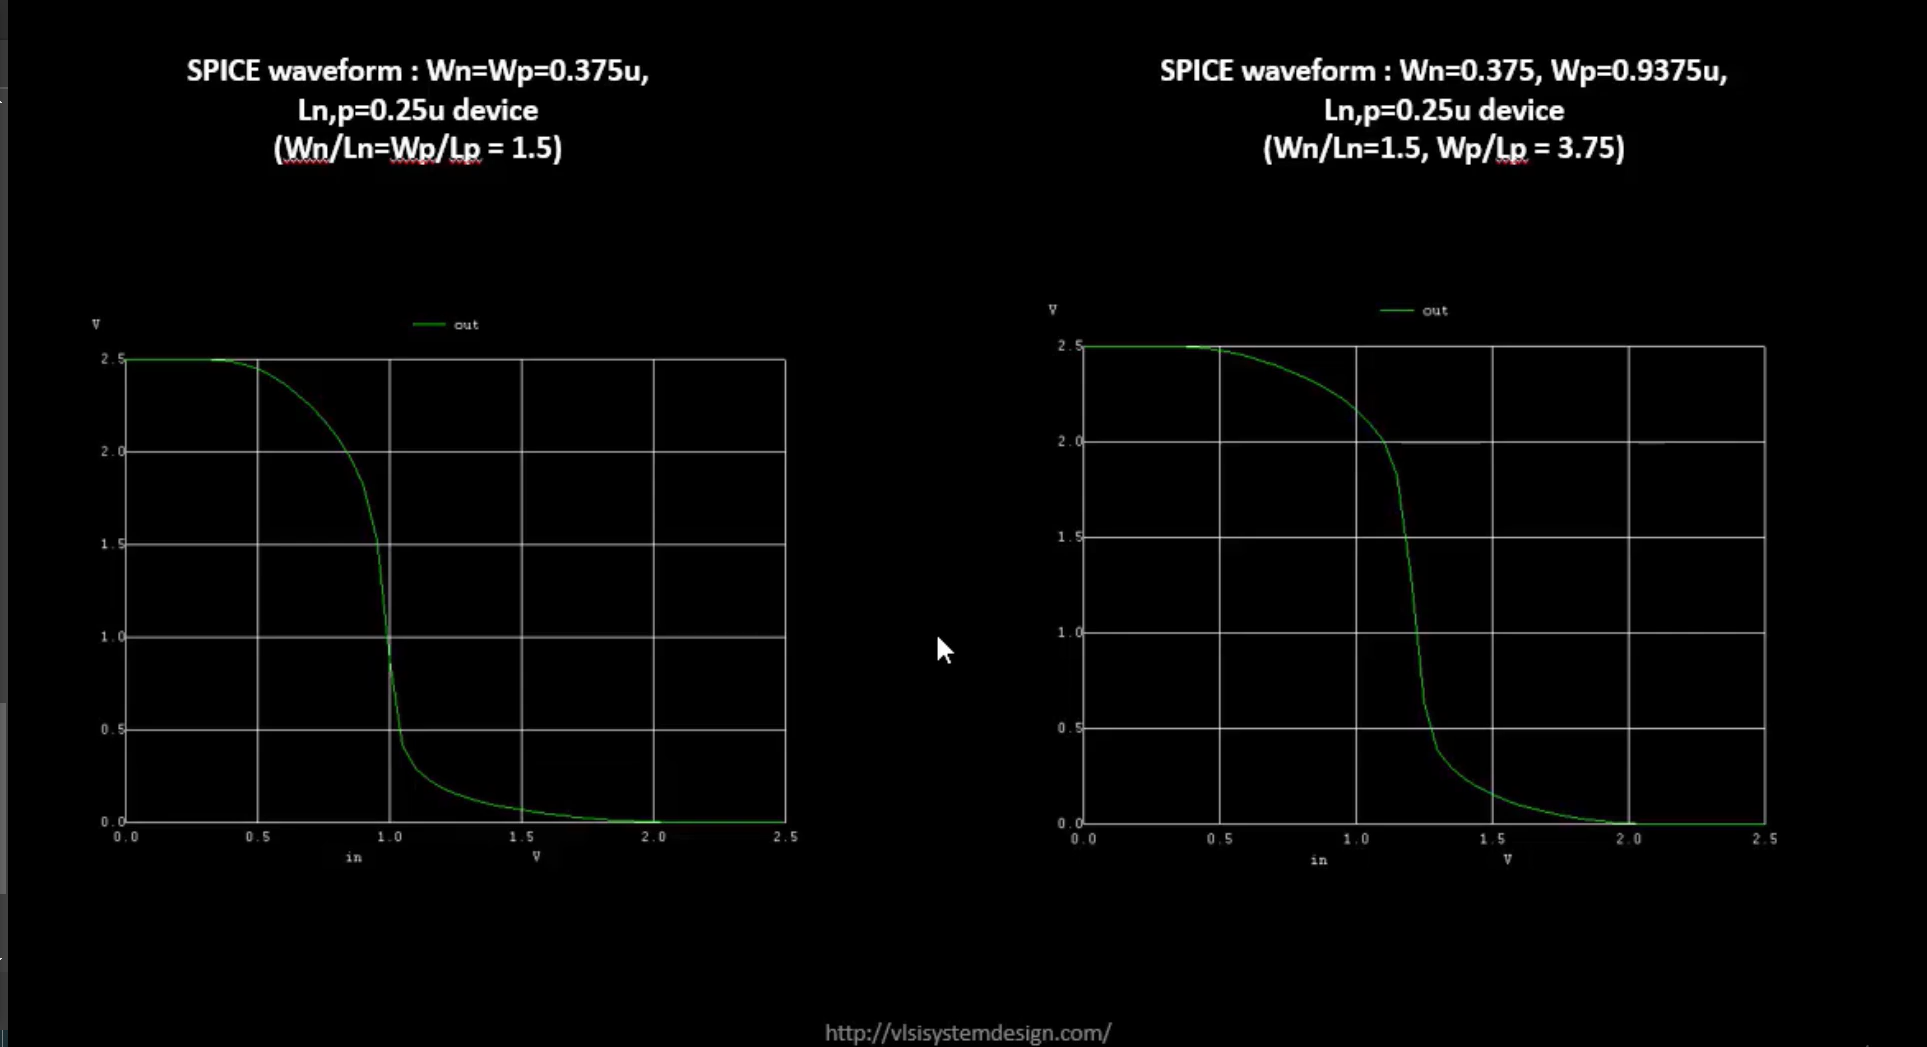 SPICE waveform : Wn=Wp=0.375u,
Ln,p=0.25u device
(Wn/Ln=Wp/Lp = 1.5)
SPICE waveform : Wn=0.375, Wp=0.9375u,
Ln,p=0.25u device
(Wn/Ln=1.5, Wp/Lp = 3.75)
V
out
2.5
2.0
1.5
1.0
0.5
0.0
0.0 0.5 1.0 1.5 2.0 2.5
in V
V
out
2.5
2.0
1.5
1.0
0.5
0.0
0.0 0.5 1.0 1.5 2.0 2.5
in V
http://vlsisystemdesign.com/